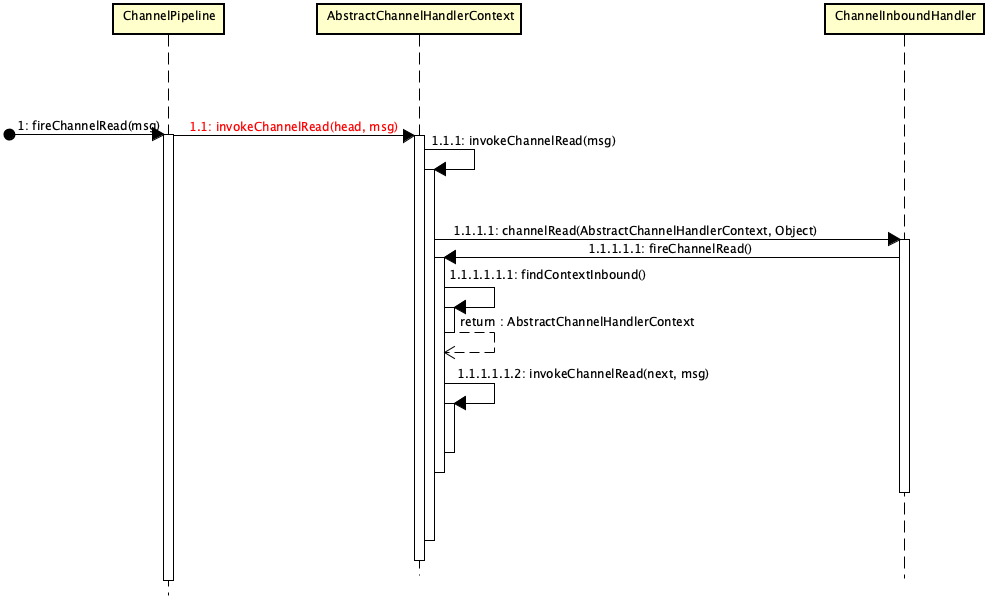 ChannelPipeline
AbstractChannelHandlerContext
ChannelInboundHandler
1: fireChannelRead(msg)
1.1: invokeChannelRead(head, msg)
1.1.1: invokeChannelRead(msg)
1.1.1.1: channelRead(AbstractChannelHandlerContext, Object)
1.1.1.1.1: fireChannelRead()
1.1.1.1.1.1: findContextInbound()
return : AbstractChannelHandlerContext
1.1.1.1.1.2: invokeChannelRead(next, msg)